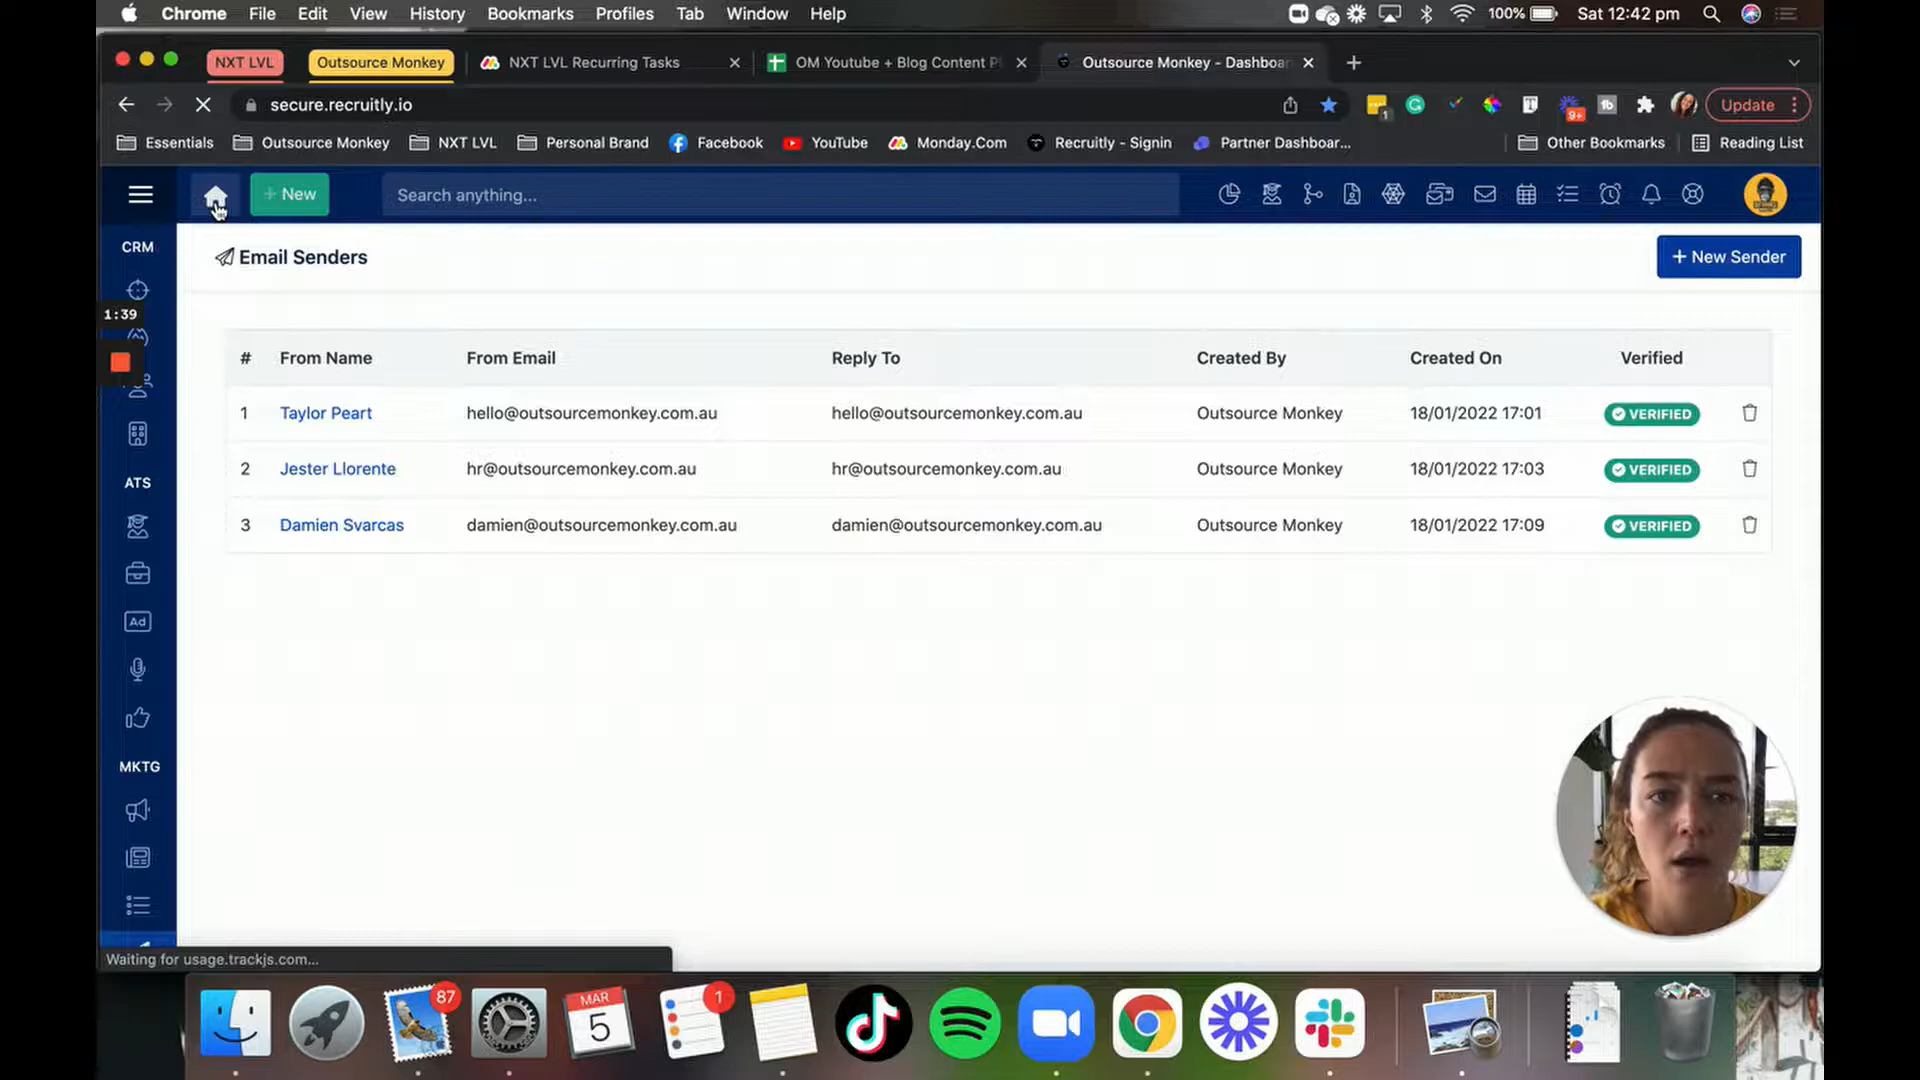 Chrome File Edit View History Bookmarks Profiles Tab Window Help 100% Sat 12:42 pm
NXT LVL Outsource Monkey NXT LVL Recurring Tasks OM Youtube + Blog Content P Outsource Monkey - Dashboar
secure.recruitly.io 1 T 9+ tb Update
Essentials Outsource Monkey NXT LVL Personal Brand Facebook YouTube Monday.Com Recruitly - Signin Partner Dashboar... Other Bookmarks Reading List
+ New Search anything...
CRM
Email Senders + New Sender
1:39
# From Name From Email Reply To Created By Created On Verified
1 Taylor Peart hello@outsourcemonkey.com.au hello@outsourcemonkey.com.au Outsource Monkey 18/01/2022 17:01 VERIFIED
2 Jester Llorente hr@outsourcemonkey.com.au hr@outsourcemonkey.com.au Outsource Monkey 18/01/2022 17:03 VERIFIED
3 Damien Svarcas damien@outsourcemonkey.com.au damien@outsourcemonkey.com.au Outsource Monkey 18/01/2022 17:09 VERIFIED
ATS
Ad
MKTG
Waiting for usage.trackjs.com...
87 MAR 5 1